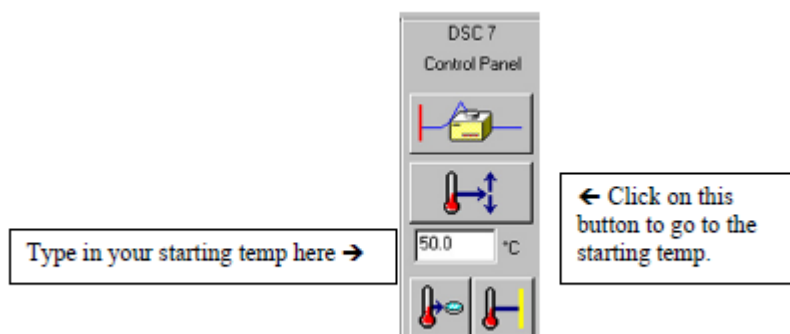 DSC 7
Control Panel
← Click on this
button to go to the
starting temp.
Type in your starting temp here →
50.0 °C